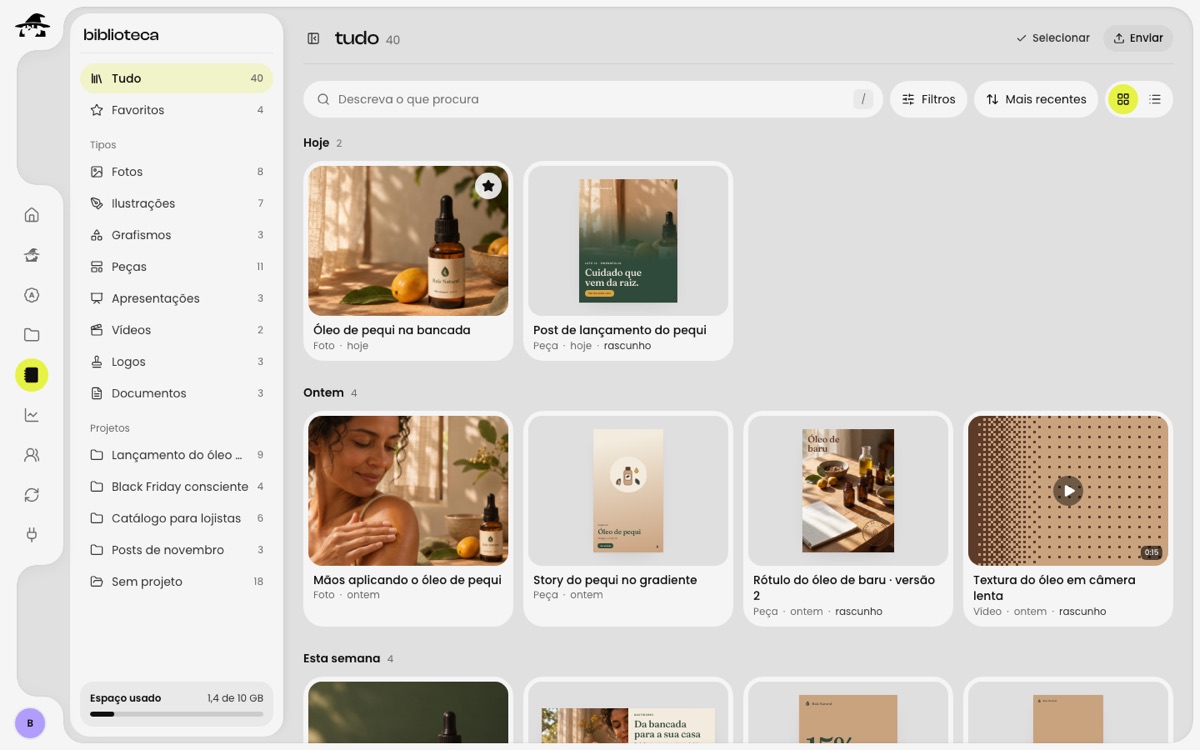 biblioteca
Tudo 40
Favoritos 4
Tipos
Fotos 8
Ilustrações 7
Grafismos 3
Peças 11
Apresentações 3
Vídeos 2
Logos 3
Documentos 3
Projetos
Lançamento do óleo ... 9
Black Friday consciente 4
Catálogo para lojistas 6
Posts de novembro 3
Sem projeto 18
Espaço usado 1,4 de 10 GB
B
tudo 40
Selecionar
Enviar
Descreva o que procura /
Filtros
Mais recentes
Hoje 2
Raiz Natural
Óleo de pequi na bancada
Foto · hoje
Cuidado que
vem da raiz.
Post de lançamento do pequi
Peça · hoje · rascunho
Ontem 4
Mãos aplicando o óleo de pequi
Foto · ontem
Óleo de pequi
Story do pequi no gradiente
Peça · ontem
Óleo de
baru
Rótulo do óleo de baru · versão
2
Peça · ontem · rascunho
0:15
Textura do óleo em câmera
lenta
Vídeo · ontem · rascunho
Esta semana 4
Da bancada
para a sua casa
Raiz Natural
15%